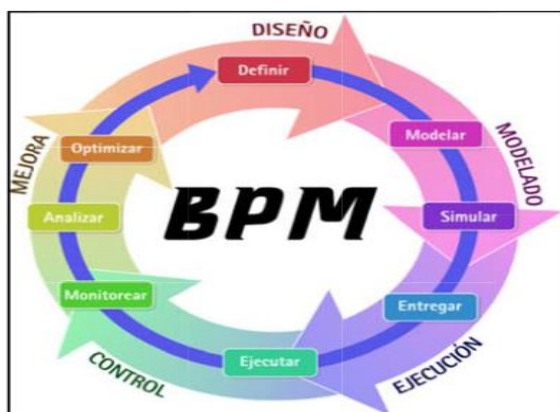 DISEÑO
Definir
Modelar
MODELADO
Simular
Entregar
EJECUCIÓN
Ejecutar
CONTROL
Monitorear
Analizar
MEJORA
Optimizar
BPM